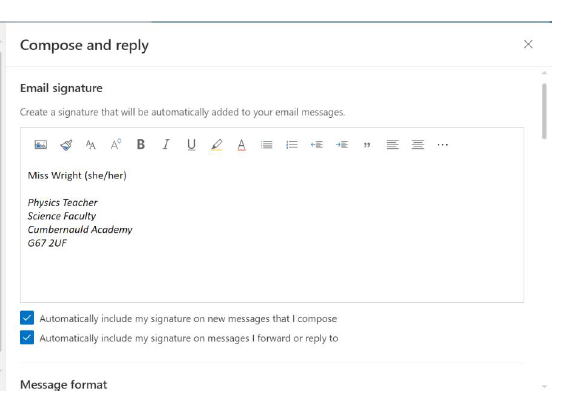 Compose and reply
Email signature
Create a signature that will be automatically added to your email messages.
Miss Wright (she/her)
Physics Teacher
Science Faculty
Cumbernauld Academy
G67 2UF
Automatically include my signature on new messages that I compose
Automatically include my signature on messages I forward or reply to
Message format